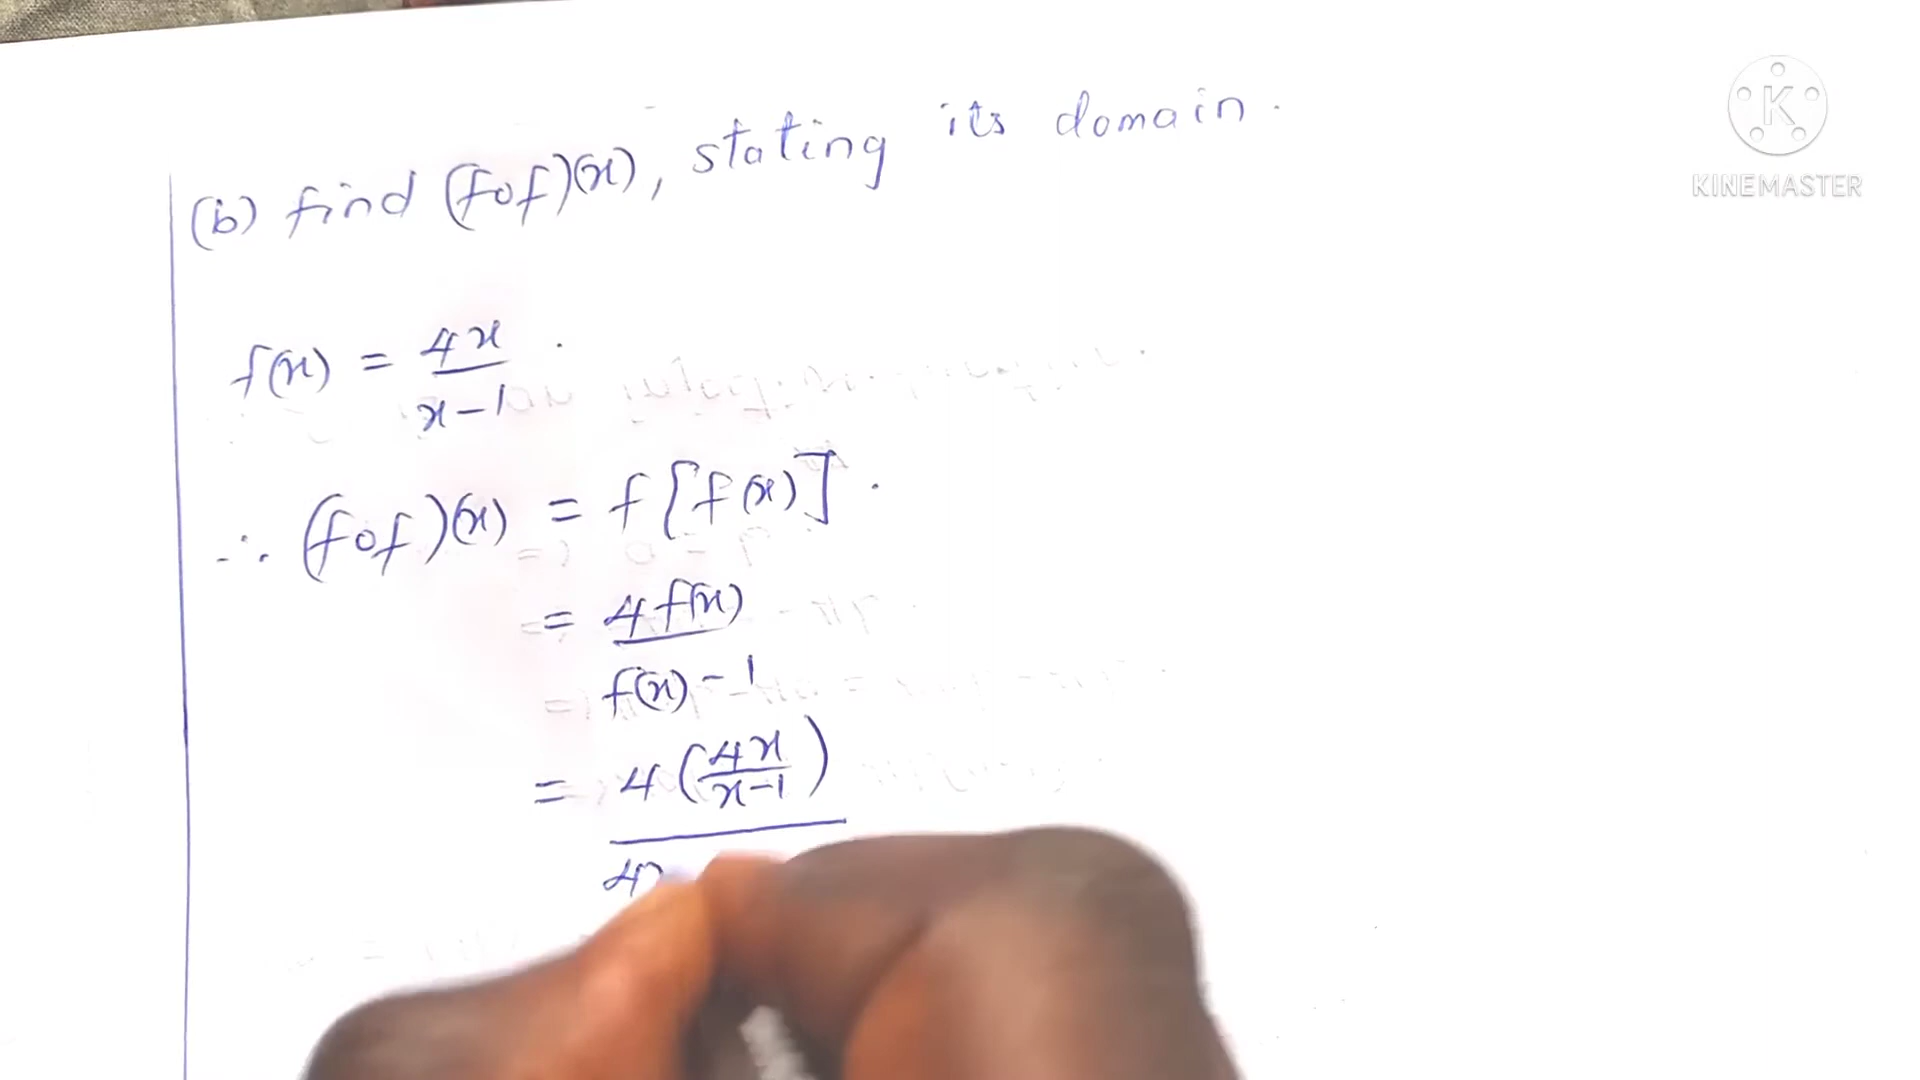 KINEMASTER
(b) find (fof)(x), stating its domain.
f(x) = 4x / x-1 .
∴ (fof)(x) = f[f(x)].
= 4f(x) / f(x)-1
= 4(4x/x-1)